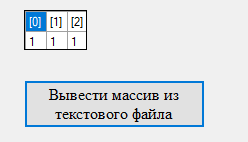 [0] [1] [2]
1 1 1
Вывести массив из
текстового файла